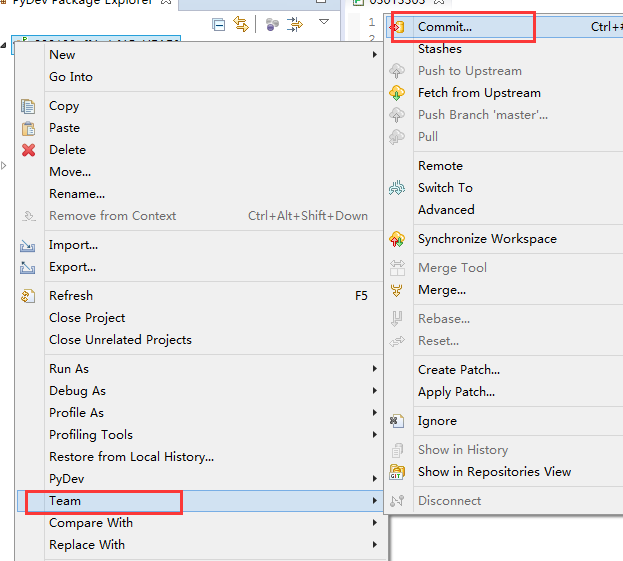 PyDev Package Explorer
1
2
New
Go Into
Copy
Paste
Delete
Move...
Rename...
Remove from Context Ctrl+Alt+Shift+Down
Import...
Export...
Refresh F5
Close Project
Close Unrelated Projects
Run As
Debug As
Profile As
Profiling Tools
Restore from Local History...
PyDev
Team
Compare With
Replace With
Commit... Ctrl+#
Stashes
Push to Upstream
Fetch from Upstream
Push Branch 'master'...
Pull
Remote
Switch To
Advanced
Synchronize Workspace
Merge Tool
Merge...
Rebase...
Reset...
Create Patch...
Apply Patch...
Ignore
Show in History
GIT Show in Repositories View
Disconnect